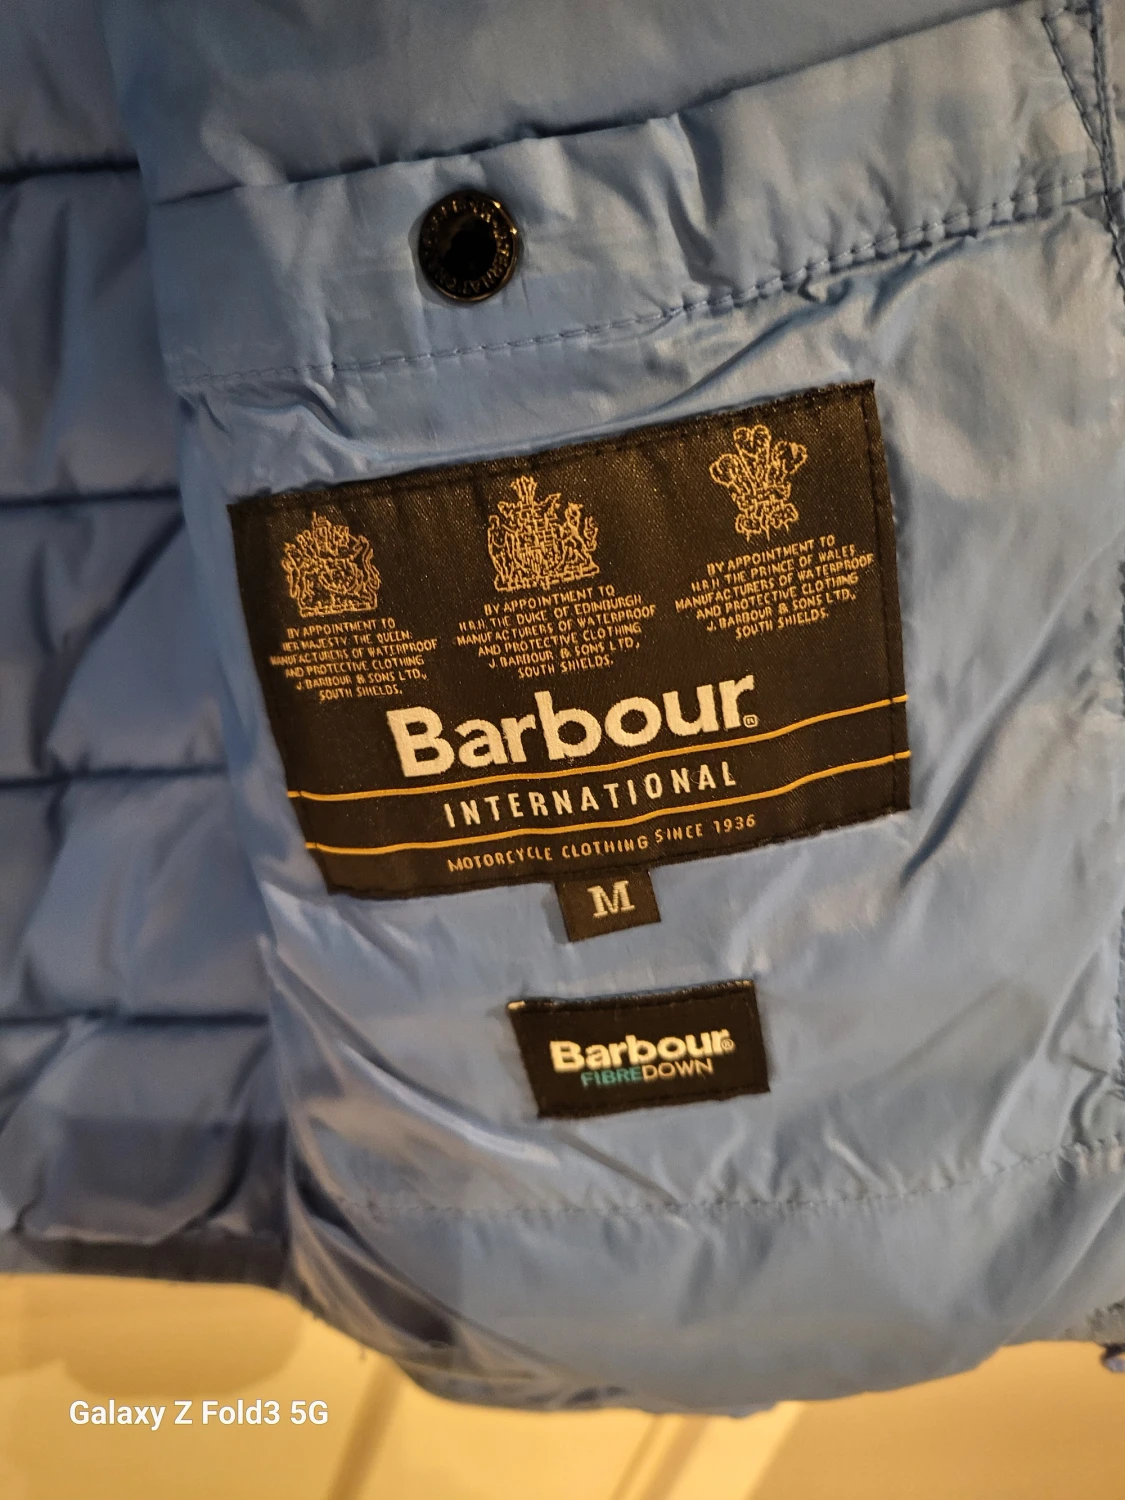 BY APPOINTMENT TO
HER MAJESTY THE QUEEN.
MANUFACTURERS OF WATERPROOF
AND PROTECTIVE CLOTHING
J. BARBOUR & SONS LTD.,
SOUTH SHIELDS.
BY APPOINTMENT TO
H.R.H. THE DUKE OF EDINBURGH
MANUFACTURERS OF WATERPROOF
AND PROTECTIVE CLOTHING
J. BARBOUR & SONS LTD,
SOUTH SHIELDS.
BY APPOINTMENT TO
H.R.H. THE PRINCE OF WALES
MANUFACTURERS OF WATERPROOF
AND PROTECTIVE CLOTHING
J. BARBOUR & SONS LTD.
SOUTH SHIELDS.
Barbour®
INTERNATIONAL
MOTORCYCLE CLOTHING SINCE 1936
M
Barbour®
FIBREDOWN
Galaxy Z Fold3 5G